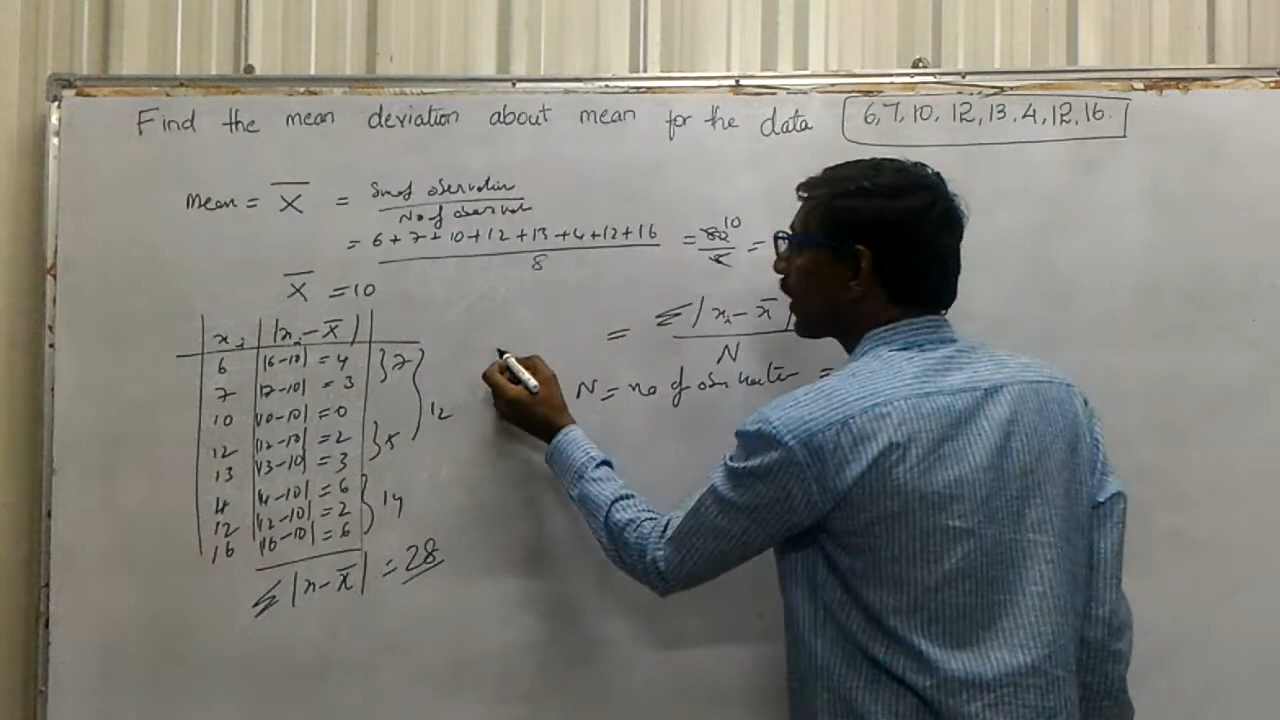 Find the mean deviation about mean for the data 6, 7, 10, 12, 13, 4, 12, 16.
Mean = X̅ = Sum of observation / No of observat
= 6 + 7 + 10 + 12 + 13 + 4 + 12 + 16 / 8 = 80 / 8 = 10
X̅ = 10
= Σ |xᵢ - x̅| / N
N = no of observation =
xᵢ |xᵢ - X̅|
6 |6-10| = 4
7 |7-10| = 3 } 7
10 |10-10| = 0
12 |12-10| = 2 } 12
13 |13-10| = 3 } 5
4 |4-10| = 6
12 |12-10| = 2 } 14
16 |16-10| = 6
Σ |x - x̅| = 28